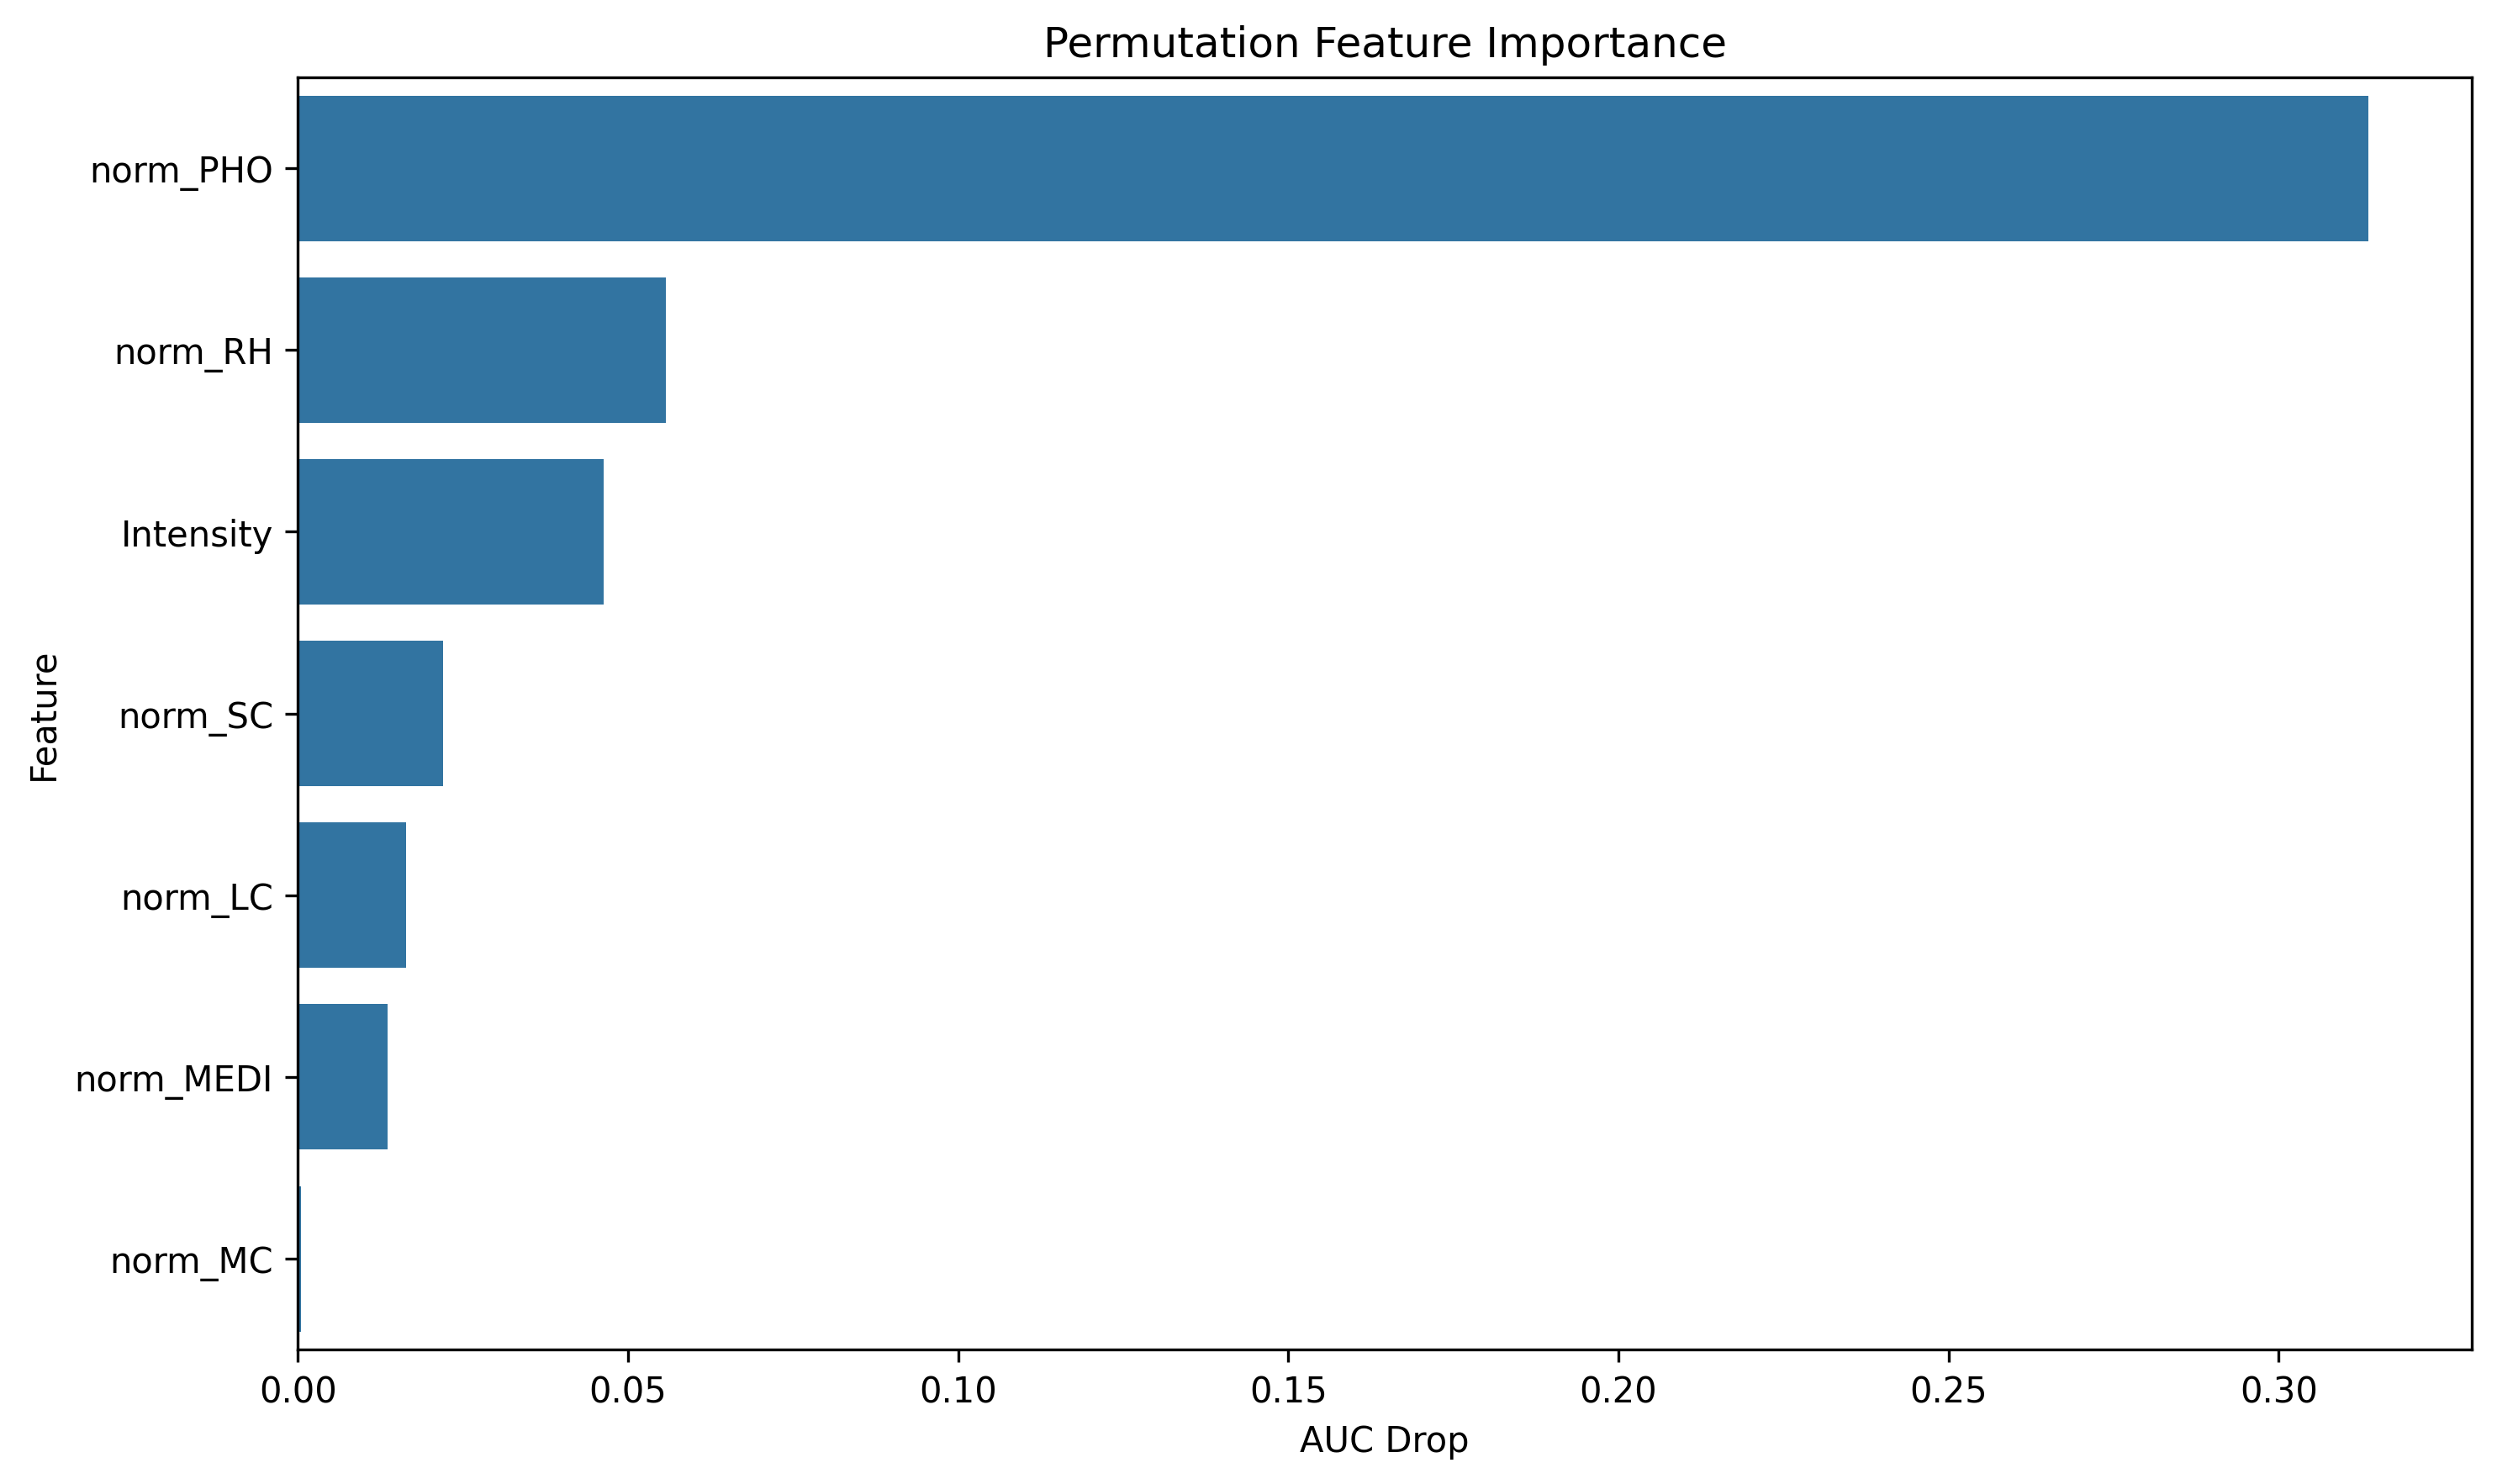 Permutation Feature Importance
norm_PHO
norm_RH
Intensity
norm_SC
norm_LC
norm_MEDI
norm_MC
Feature
0.00 0.05 0.10 0.15 0.20 0.25 0.30
AUC Drop